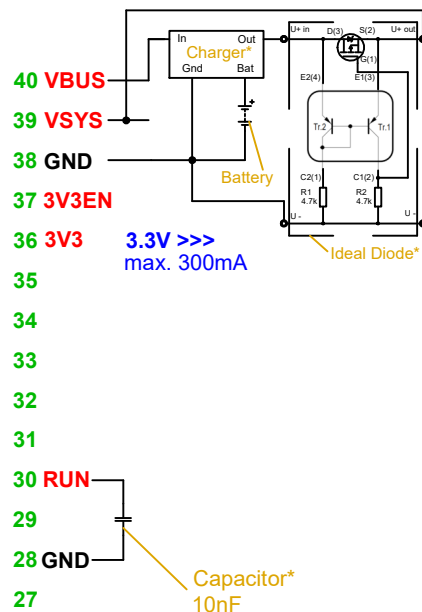 In Out
Charger*
Gnd Bat
U+ in D(3) S(2) U+ out
G(1)
E2(4) E1(3)
Tr.2 Tr.1
C2(1) C1(2)
R1
4.7k
R2
4.7k
U - U -
+
Battery
Ideal Diode*
40 VBUS
39 VSYS
38 GND
37 3V3EN
36 3V3 3.3V >>>
max. 300mA
35
34
33
32
31
30 RUN
29
28 GND
27
Capacitor*
10nF